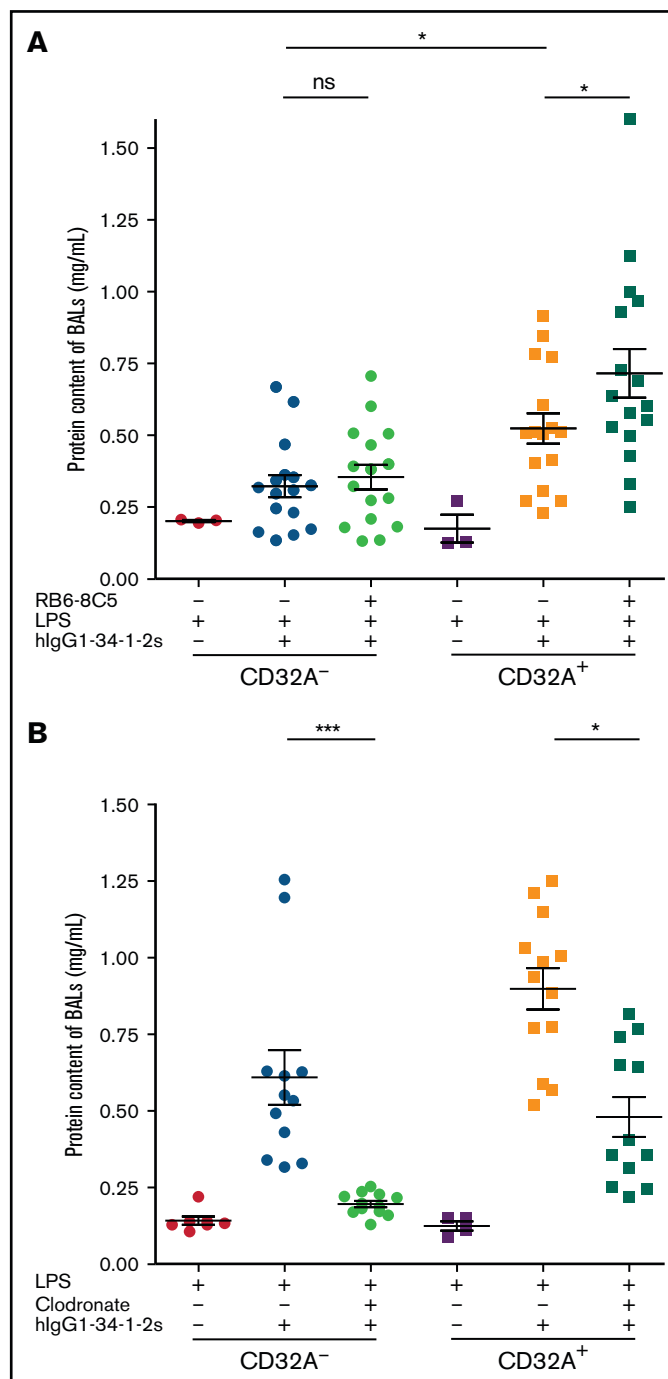 A
*
ns
*
Protein content of BALs (mg/mL)
1.50
1.25
1.00
0.75
0.50
0.25
0.00
RB6-8C5 – – + – – +
LPS + + + + + +
hIgG1-34-1-2s – + + – + +
CD32A–
CD32A+
B
***
*
Protein content of BALs (mg/mL)
1.50
1.25
1.00
0.75
0.50
0.25
0.00
LPS + + + + + +
Clodronate – – + – – +
hIgG1-34-1-2s – + + – + +
CD32A–
CD32A+